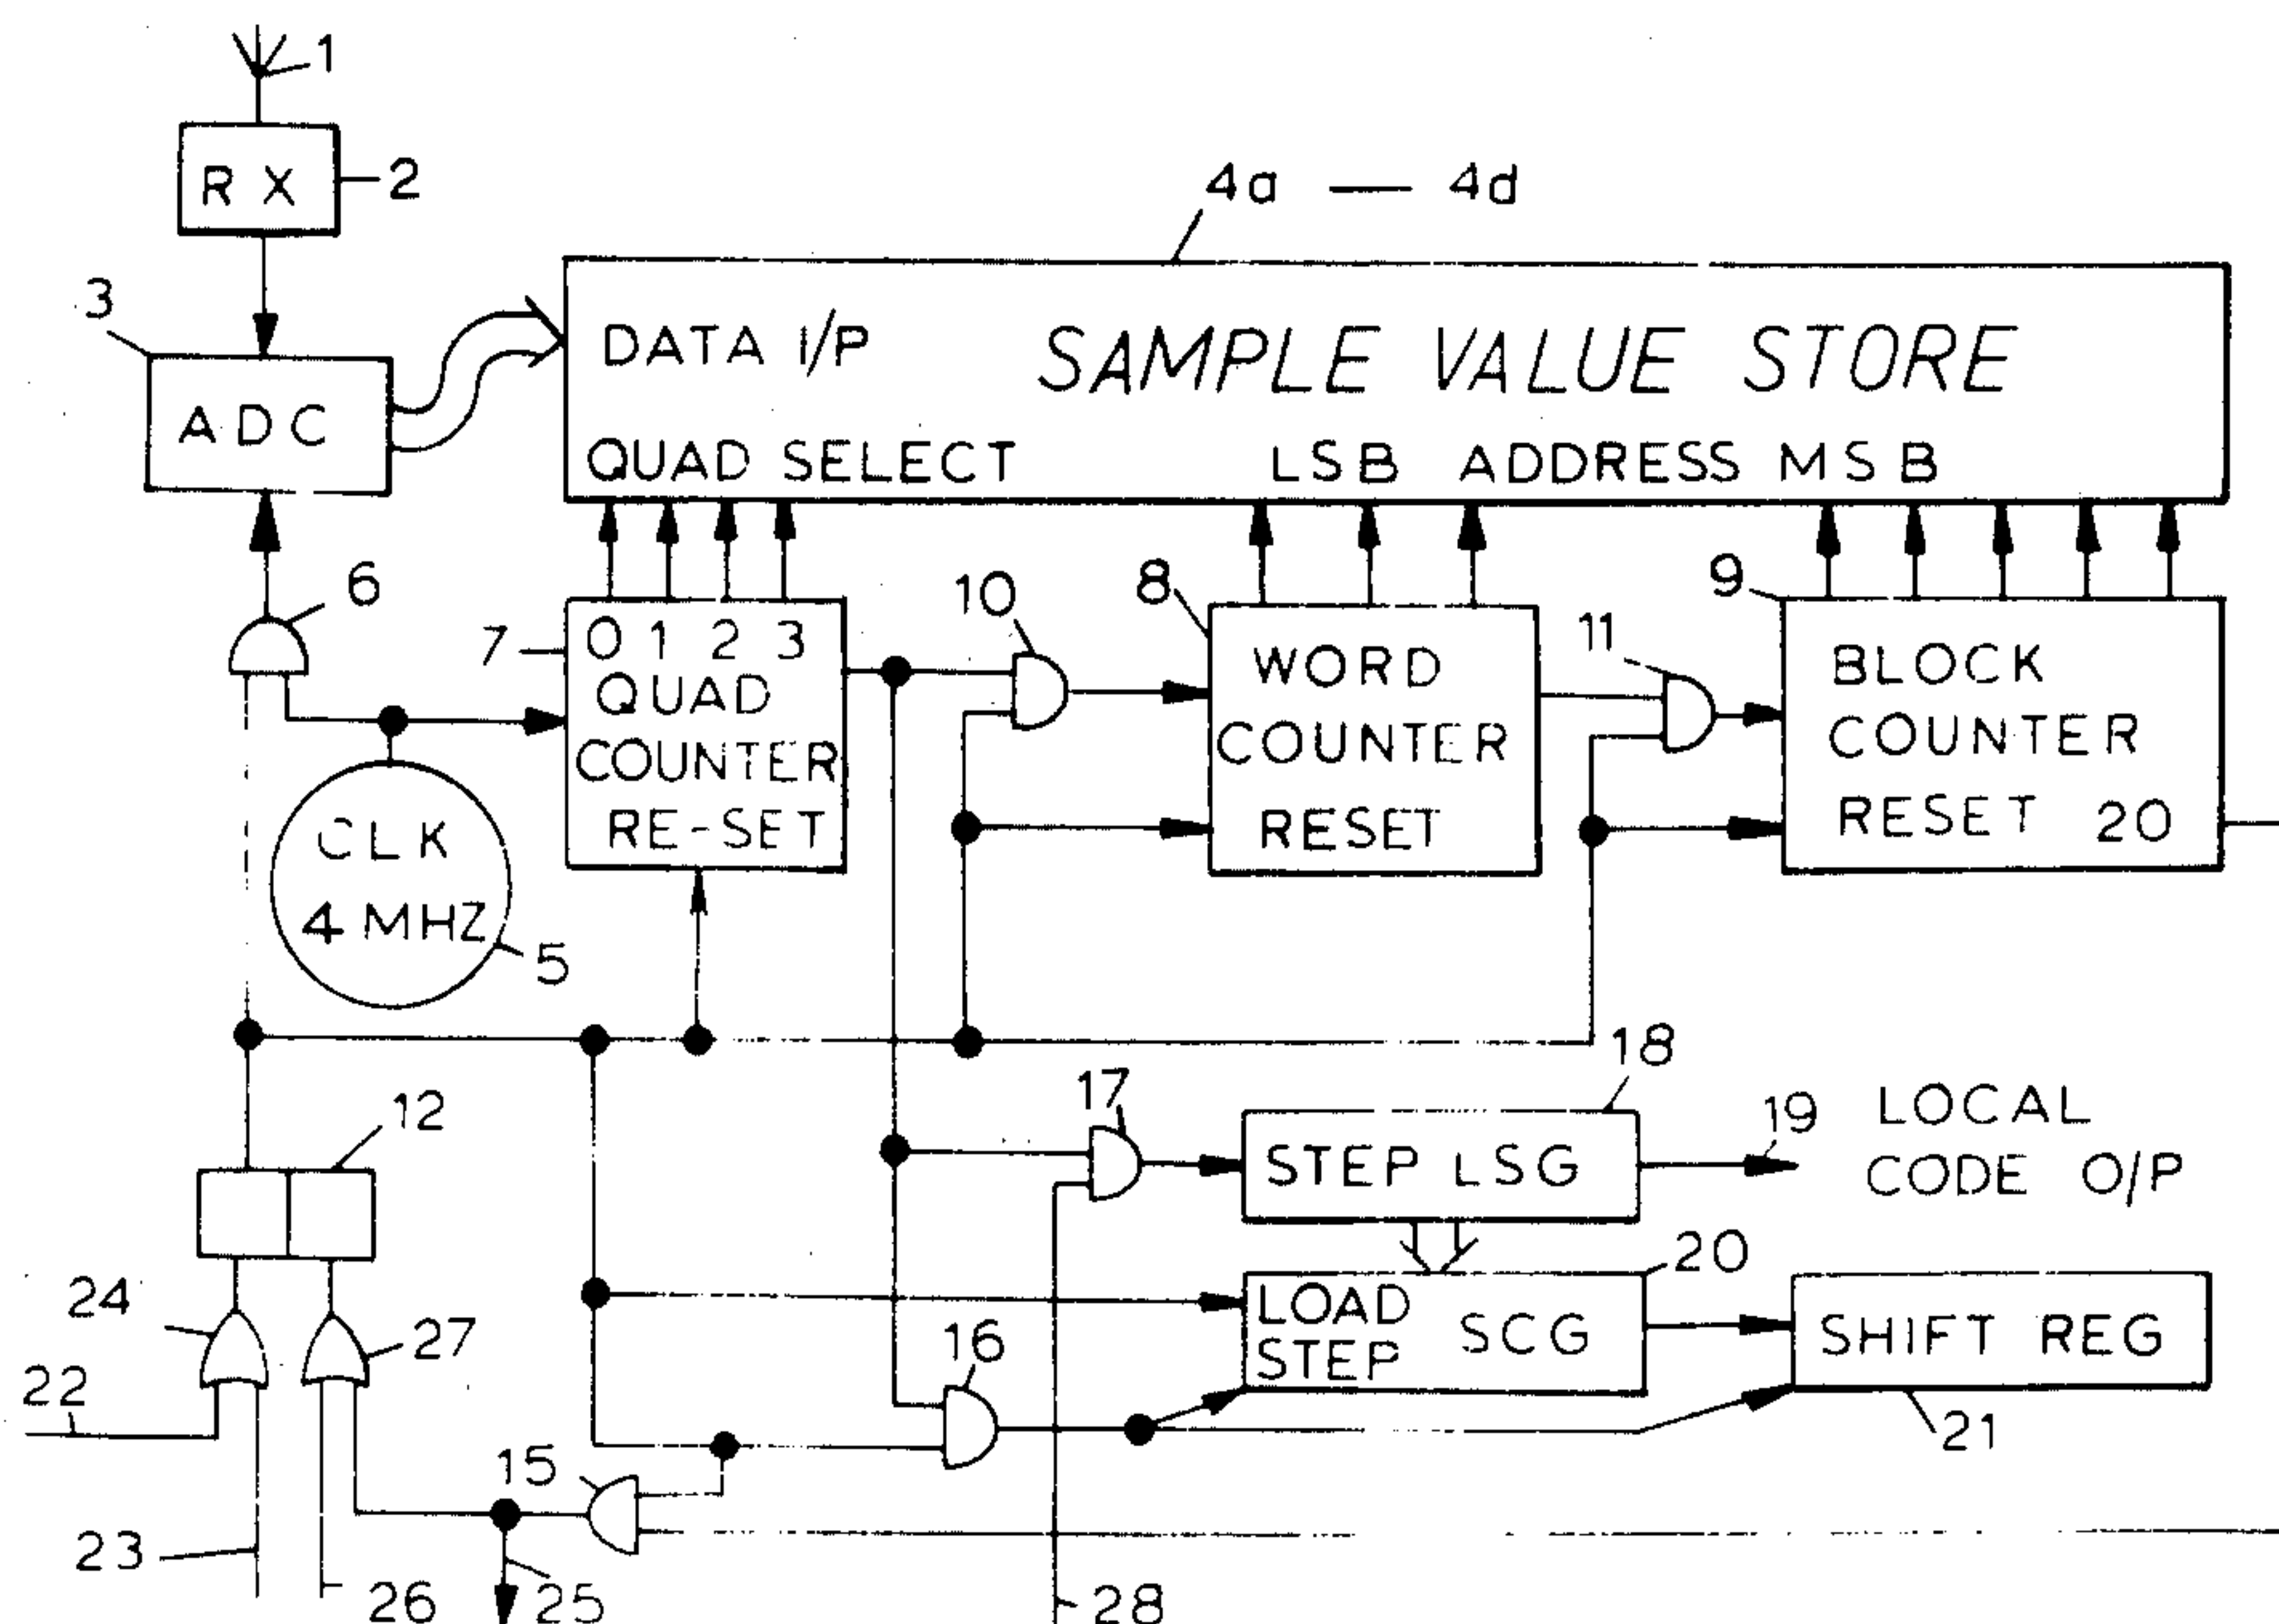 1
RX
2
4a — 4d
3
DATA I/P
SAMPLE VALUE STORE
ADC
QUAD SELECT
LSB ADDRESS MSB
6
10
8
9
7
0 1 2 3
11
QUAD
COUNTER
RE-SET
WORD
COUNTER
RESET
BLOCK
COUNTER
RESET 20
CLK
4 MHZ
5
18
12
17
STEP LSG
19
LOCAL
CODE O/P
24
27
16
LOAD
STEP
SCG
20
SHIFT REG
22
15
21
23
26
25
28